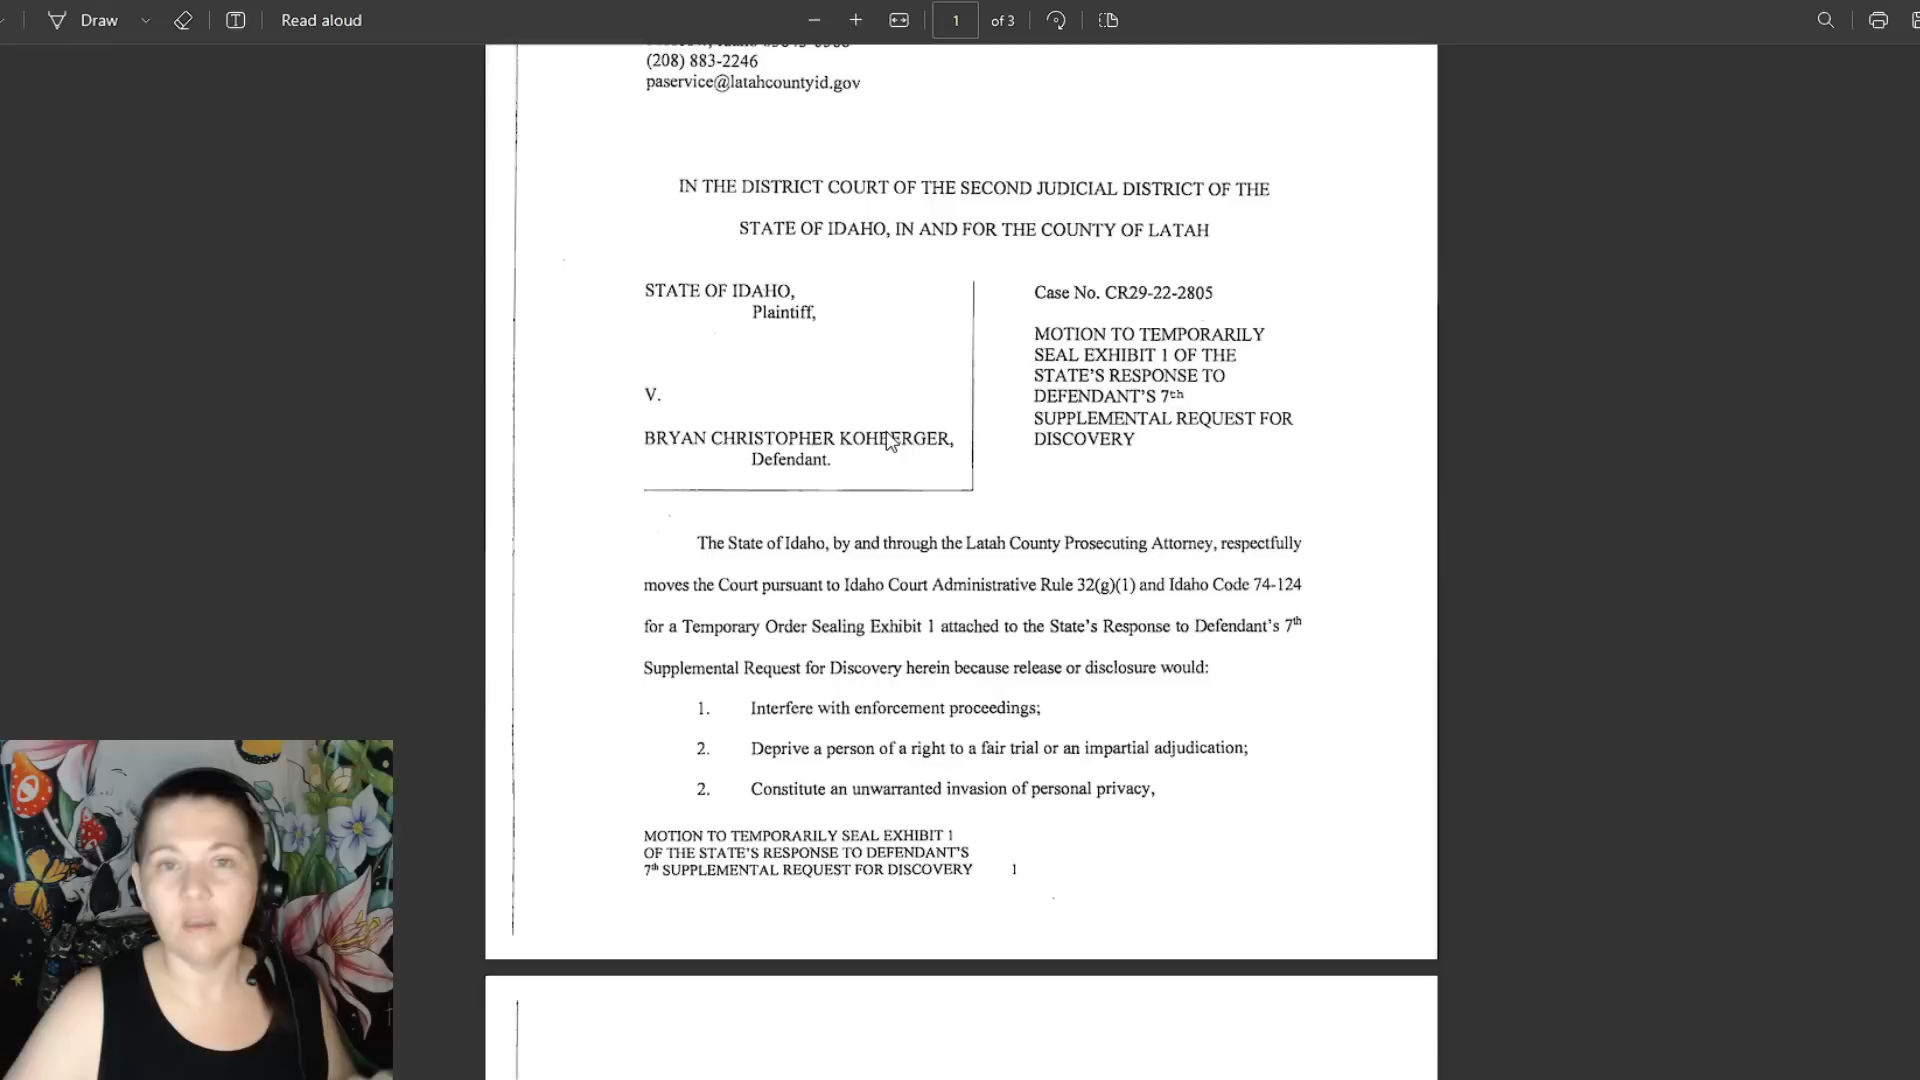 Draw
Read aloud
1 of 3
(208) 883-2246
paservice@latahcountyid.gov
IN THE DISTRICT COURT OF THE SECOND JUDICIAL DISTRICT OF THE
STATE OF IDAHO, IN AND FOR THE COUNTY OF LATAH
STATE OF IDAHO,
Plaintiff,
V.
BRYAN CHRISTOPHER KOHBERGER,
Defendant.
Case No. CR29-22-2805
MOTION TO TEMPORARILY
SEAL EXHIBIT 1 OF THE
STATE'S RESPONSE TO
DEFENDANT'S 7th
SUPPLEMENTAL REQUEST FOR
DISCOVERY
The State of Idaho, by and through the Latah County Prosecuting Attorney, respectfully
moves the Court pursuant to Idaho Court Administrative Rule 32(g)(1) and Idaho Code 74-124
for a Temporary Order Sealing Exhibit 1 attached to the State's Response to Defendant's 7th
Supplemental Request for Discovery herein because release or disclosure would:
1. Interfere with enforcement proceedings;
2. Deprive a person of a right to a fair trial or an impartial adjudication;
2. Constitute an unwarranted invasion of personal privacy,
MOTION TO TEMPORARILY SEAL EXHIBIT 1
OF THE STATE'S RESPONSE TO DEFENDANT'S
7th SUPPLEMENTAL REQUEST FOR DISCOVERY 1